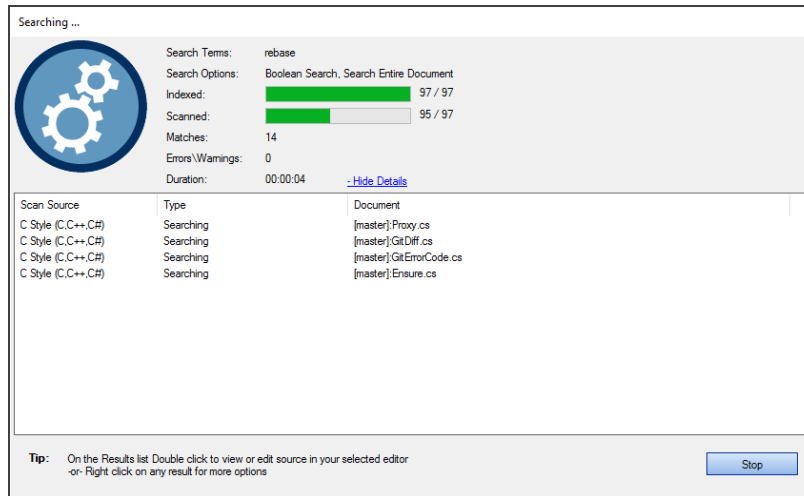 Searching ...
Search Terms: rebase
Search Options: Boolean Search, Search Entire Document
Indexed: 97 / 97
Scanned: 95 / 97
Matches: 14
Errors\Warnings: 0
Duration: 00:00:04 - Hide Details
Scan Source Type Document
C Style (C,C++,C#) Searching [master]:Proxy.cs
C Style (C,C++,C#) Searching [master]:GitDiff.cs
C Style (C,C++,C#) Searching [master]:GitErrorCode.cs
C Style (C,C++,C#) Searching [master]:Ensure.cs
Tip: On the Results list Double click to view or edit source in your selected editor
-or- Right click on any result for more options
Stop